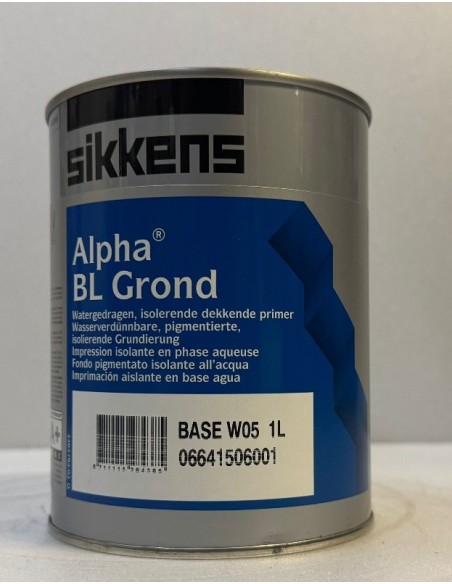 sikkens
Alpha®
BL Grond
Watergedragen, isolerende dekkende primer
Wasserverdünnbare, pigmentierte,
isolierende Grundierung
Impression isolante en phase aqueuse
Fondo pigmentato isolante all'acqua
Imprimación aislante en base agua
BASE W05 1L
06641506001